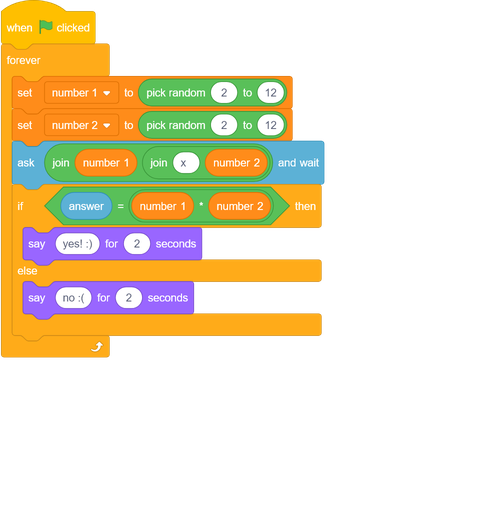 when clicked
forever
set number 1 to pick random 2 to 12
set number 2 to pick random 2 to 12
ask join number 1 join x number 2 and wait
if answer = number 1 * number 2 then
say yes! :) for 2 seconds
else
say no :( for 2 seconds